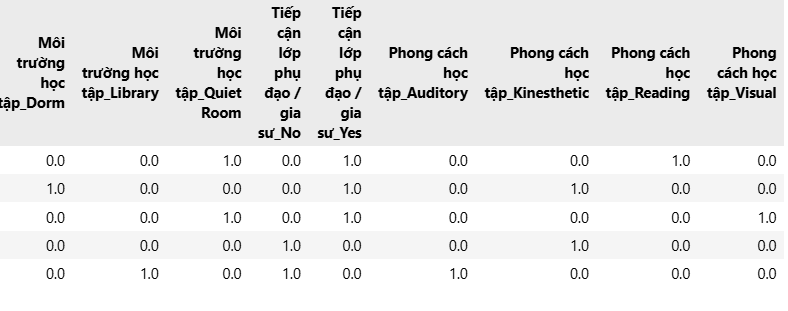 Môi
trường
học
tập_Dorm
Môi
trường học
tập_Library
Môi
trường
học
tập_Quiet
Room
Tiếp
cận
lớp
phụ
đạo /
gia
sư_No
Tiếp
cận
lớp
phụ
đạo /
gia
sư_Yes
Phong cách
học
tập_Auditory
Phong cách
học
tập_Kinesthetic
Phong cách
học
tập_Reading
Phong
cách học
tập_Visual
0.0 0.0 1.0 0.0 1.0 0.0 0.0 1.0 0.0
1.0 0.0 0.0 0.0 1.0 0.0 1.0 0.0 0.0
0.0 0.0 1.0 0.0 1.0 0.0 0.0 0.0 1.0
0.0 0.0 0.0 1.0 0.0 0.0 1.0 0.0 0.0
0.0 1.0 0.0 1.0 0.0 1.0 0.0 0.0 0.0